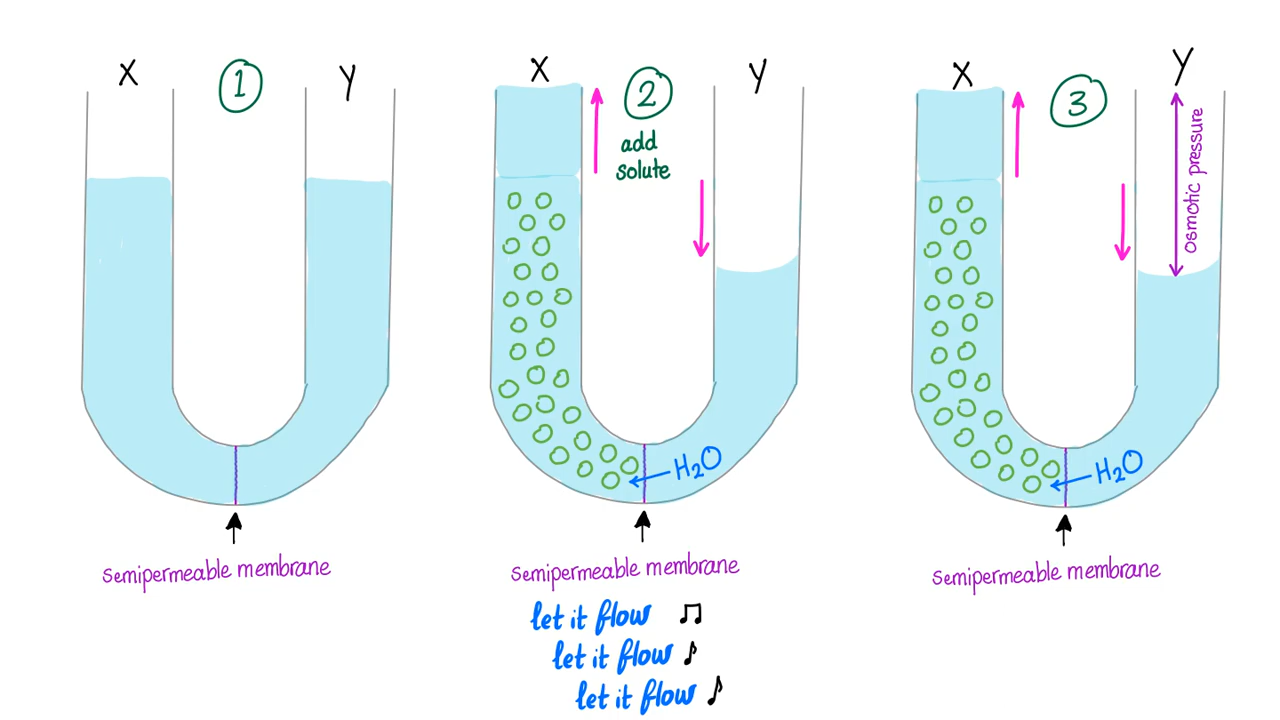 X
1
Y
semipermeable membrane
X
2
Y
add
solute
H₂O
semipermeable membrane
let it flow
let it flow
let it flow
X
3
Y
osmotic pressure
H₂O
semipermeable membrane